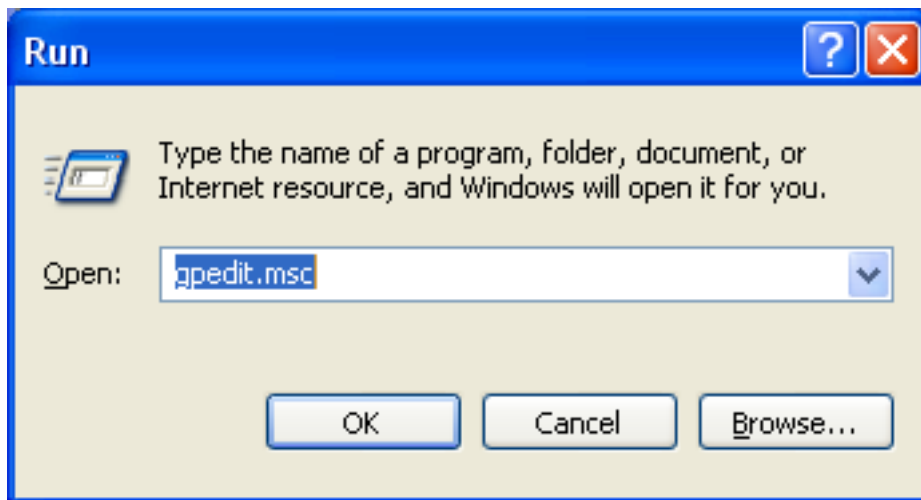 Run
Type the name of a program, folder, document, or
Internet resource, and Windows will open it for you.
Open: gpedit.msc
OK Cancel Browse...